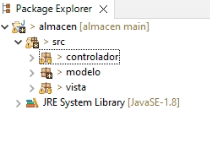 Package Explorer
> almacen [almacen main]
> src
> controlador
> modelo
> vista
JRE System Library [JavaSE-1.8]